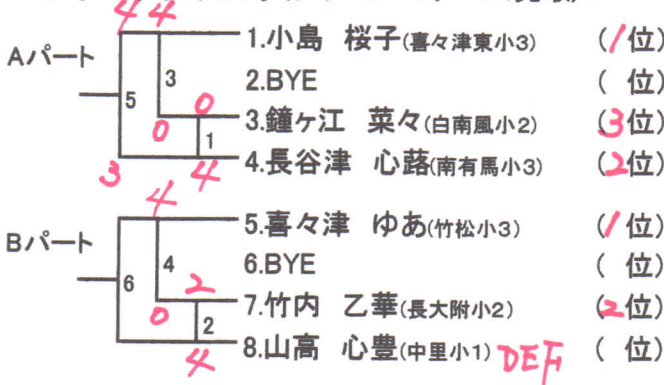 4 4
1.小島 桜子(喜々津東小3) (1位)
Aパート
3
2.BYE ( 位)
5
0
3.鐘ヶ江 菜々(白南風小2) (3位)
0
1
4.長谷津 心蕗(南有馬小3) (2位)
3 4
4
5.喜々津 ゆあ(竹松小3) (1位)
Bパート
4
6.BYE ( 位)
6
2
7.竹内 乙華(長大附小2) (2位)
0
2
8.山高 心豊(中里小1) DEF ( 位)
4